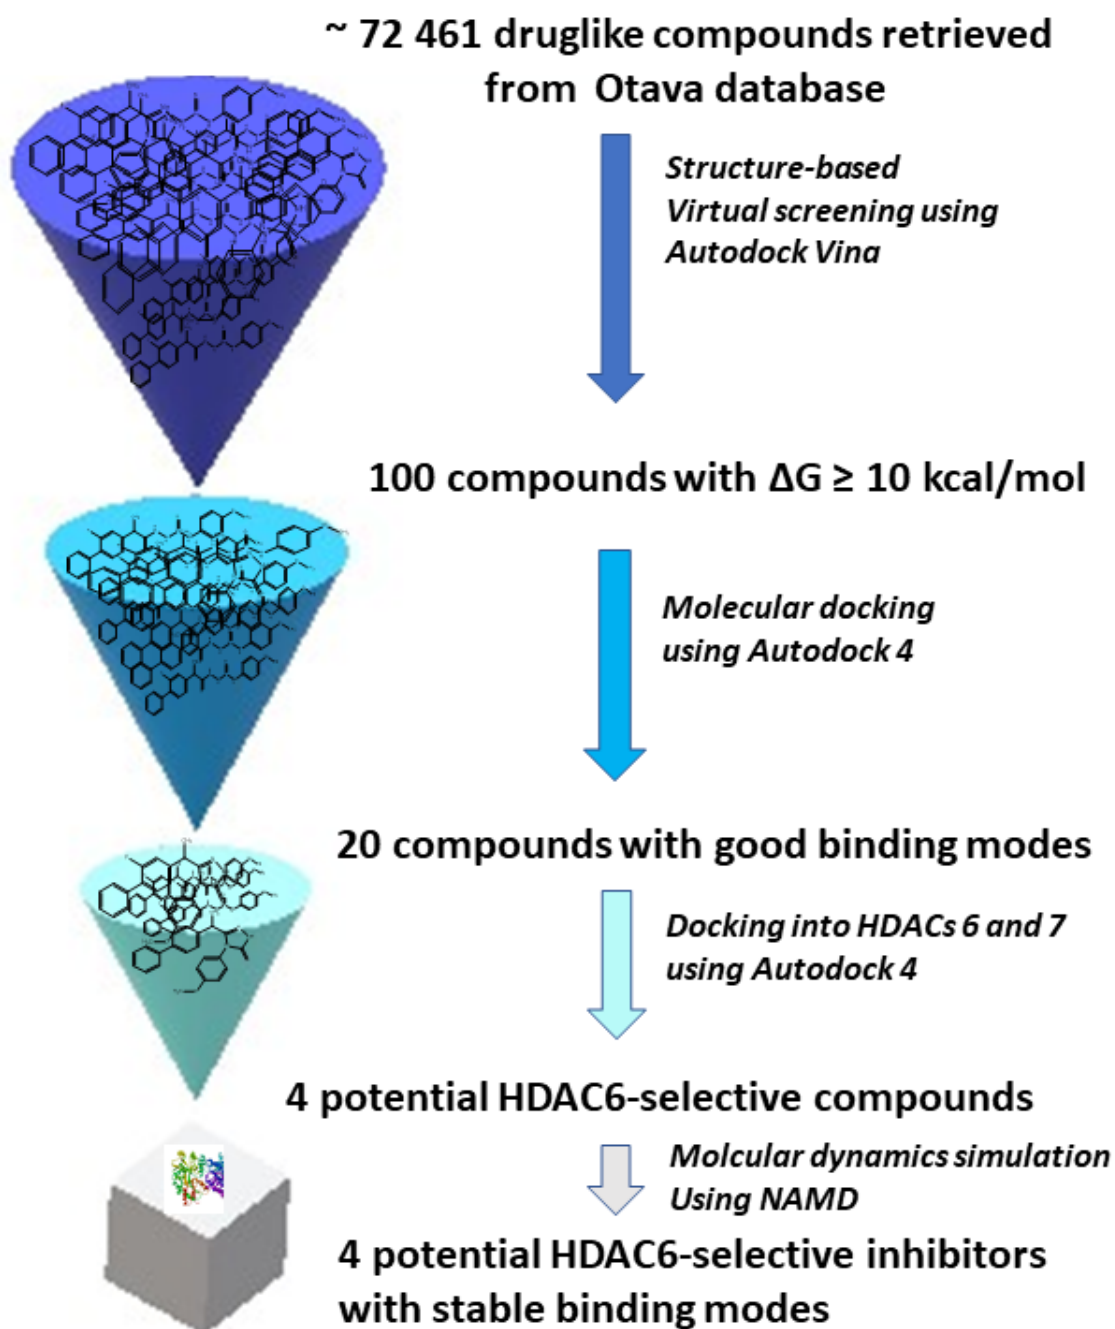 ~ 72 461 druglike compounds retrieved
from Otava database
Structure-based
Virtual screening using
Autodock Vina
100 compounds with ΔG ≥ 10 kcal/mol
Molecular docking
using Autodock 4
20 compounds with good binding modes
Docking into HDACs 6 and 7
using Autodock 4
4 potential HDAC6-selective compounds
Molcular dynamics simulation
Using NAMD
4 potential HDAC6-selective inhibitors
with stable binding modes